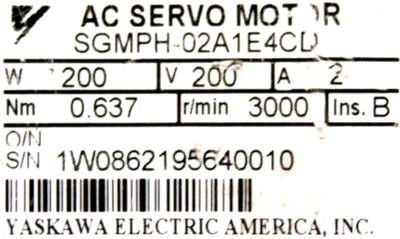 AC SERVO MOTOR
SGMPH-02A1E4CD
W 200 V 200 A 2
Nm 0.637 r/min 3000 Ins. B
O/N
S/N 1W0862195640010
YASKAWA ELECTRIC AMERICA, INC.